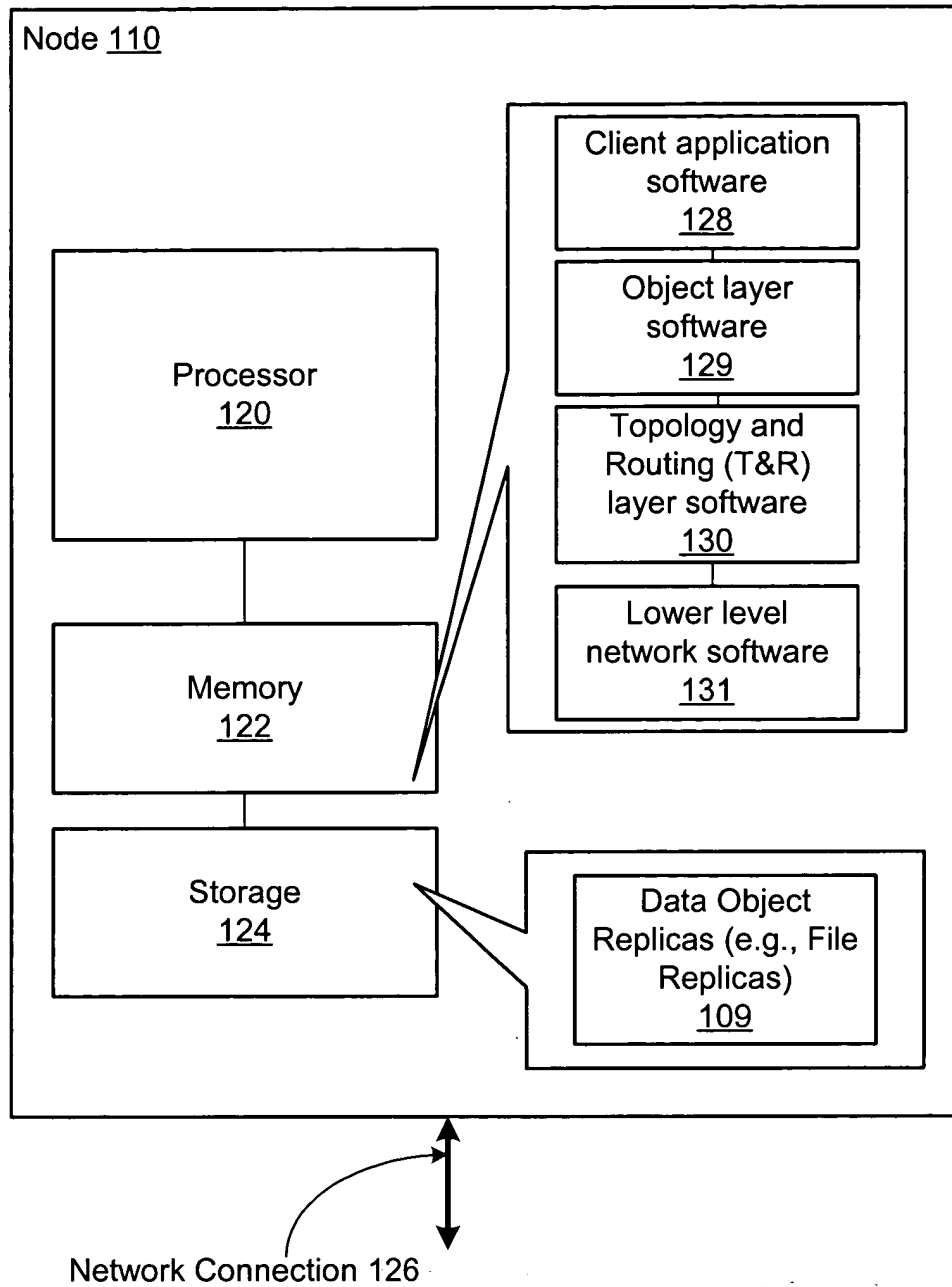 Node 110
Client application
software
128
Object layer
software
129
Topology and
Routing (T&R)
layer software
130
Lower level
network software
131
Processor
120
Memory
122
Storage
124
Data Object
Replicas (e.g., File
Replicas)
109
Network Connection 126